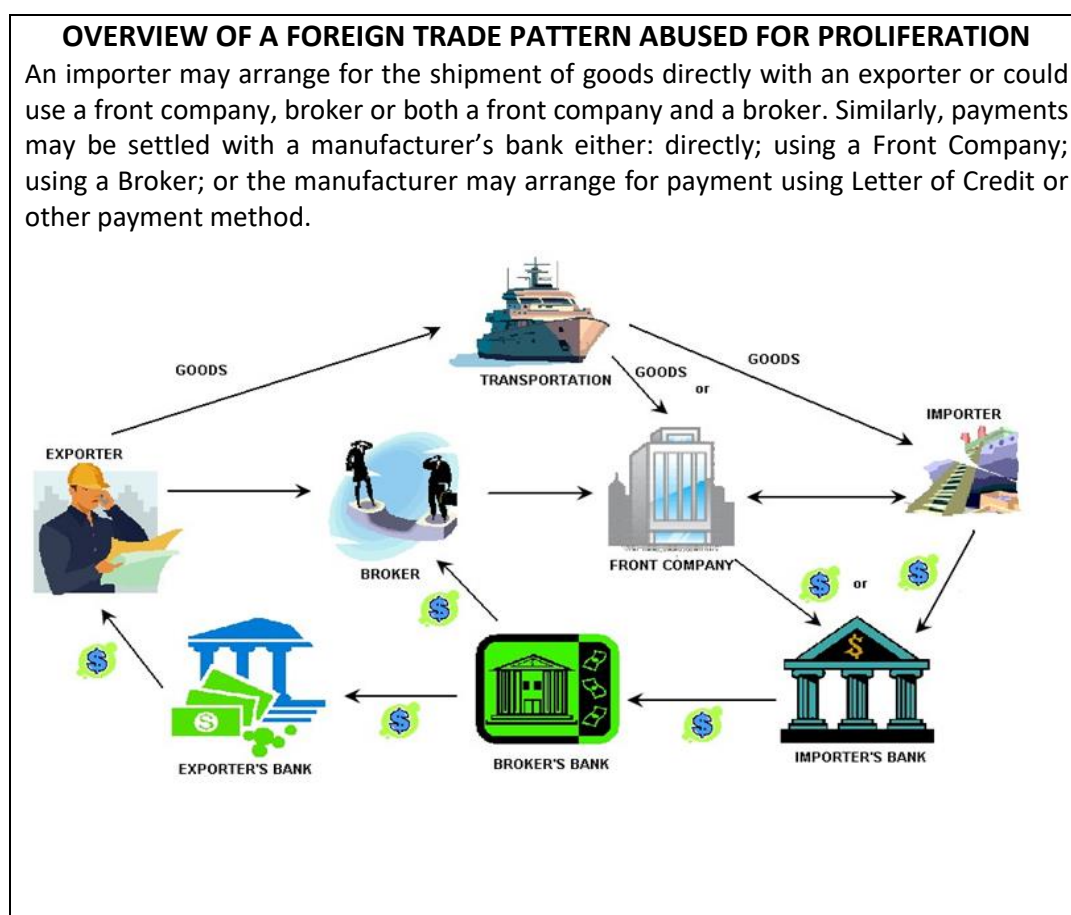 OVERVIEW OF A FOREIGN TRADE PATTERN ABUSED FOR PROLIFERATION
An importer may arrange for the shipment of goods directly with an exporter or could
use a front company, broker or both a front company and a broker. Similarly, payments
may be settled with a manufacturer’s bank either: directly; using a Front Company;
using a Broker; or the manufacturer may arrange for payment using Letter of Credit or
other payment method.
GOODS
TRANSPORTATION
GOODS
or
GOODS
IMPORTER
EXPORTER
BROKER
FRONT COMPANY
$
$
or
$
$
$
$
$
$
EXPORTER'S BANK
BROKER'S BANK
IMPORTER'S BANK